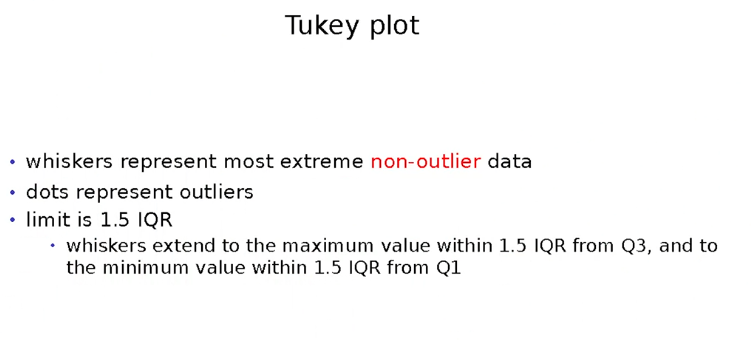 Tukey plot
• whiskers represent most extreme non-outlier data
• dots represent outliers
• limit is 1.5 IQR
• whiskers extend to the maximum value within 1.5 IQR from Q3, and to
the minimum value within 1.5 IQR from Q1